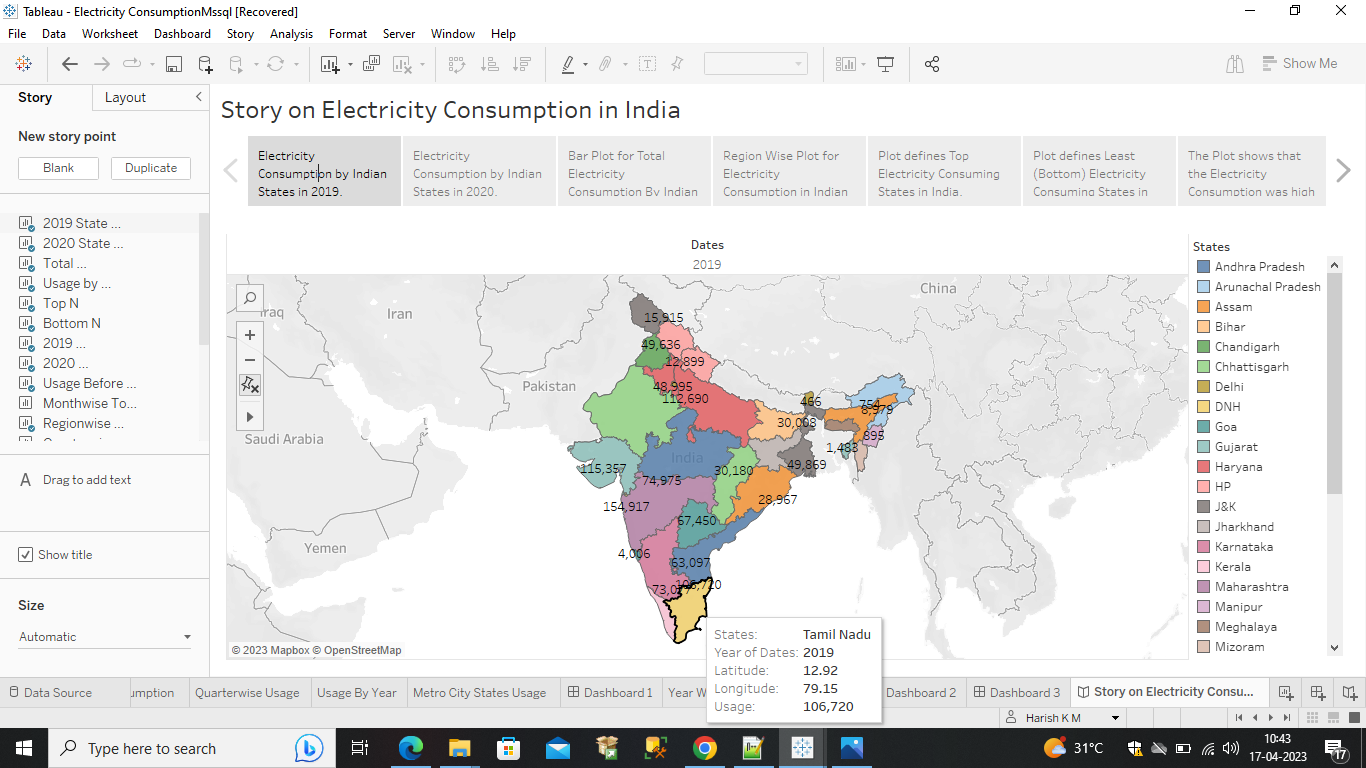 Tableau - Electricity ConsumptionMssql [Recovered]
File Data Worksheet Dashboard Story Analysis Format Server Window Help
Show Me
Story Layout
New story point
Blank Duplicate
2019 State ...
2020 State ...
Total ...
Usage by ...
Top N
Bottom N
2019 ...
2020 ...
Usage Before ...
Monthwise To...
Regionwise ...
A Drag to add text
Show title
Size
Automatic
Story on Electricity Consumption in India
Electricity
Consumption by Indian
States in 2019.
Electricity
Consumption by Indian
States in 2020.
Bar Plot for Total
Electricity
Consumption By Indian
Region Wise Plot for
Electricity
Consumption in Indian
Plot defines Top
Electricity Consuming
States in India.
Plot defines Least
(Bottom) Electricity
Consuming States in
The Plot shows that
the Electricity
Consumption was high
Dates
2019
Iraq
Iran
China
Pakistan
Saudi Arabia
Yemen
India
15,915
49,636
12,899
48,995
112,690
466
754
8,979
30,008
895
1,483
115,357
30,180
49,869
74,975
28,967
154,917
67,450
4,006
63,097
106,720
© 2023 Mapbox © OpenStreetMap
States: Tamil Nadu
Year of Dates: 2019
Latitude: 12.92
Longitude: 79.15
Usage: 106,720
States
Andhra Pradesh
Arunachal Pradesh
Assam
Bihar
Chandigarh
Chhattisgarh
Delhi
DNH
Goa
Gujarat
Haryana
HP
J&K
Jharkhand
Karnataka
Kerala
Maharashtra
Manipur
Meghalaya
Mizoram
Data Source umption Quarterwise Usage Usage By Year Metro City States Usage Dashboard 1 Year W Dashboard 2 Dashboard 3 Story on Electricity Consu...
Harish K M
Type here to search
31°C
10:43
17-04-2023
17